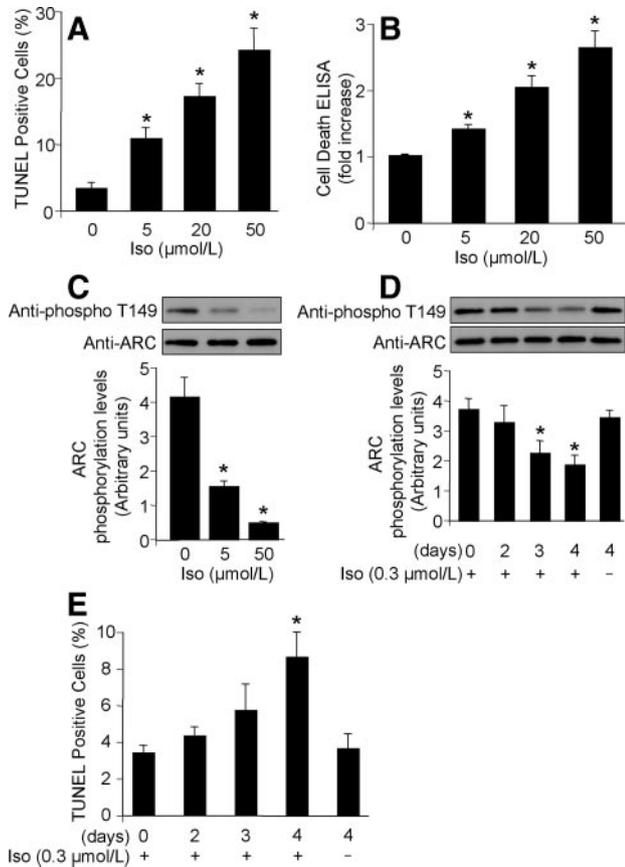 A
TUNEL Positive Cells (%)
30
20
10
0
*
*
*
0 5 20 50
Iso (μmol/L)
B
Cell Death ELISA
(fold increase)
3
2
1
0
*
*
*
0 5 20 50
Iso (μmol/L)
C
Anti-phospho T149
Anti-ARC
ARC
phosphorylation levels
(Arbitrary units)
5
4
3
2
1
0
*
*
0 5 50
Iso (μmol/L)
D
Anti-phospho T149
Anti-ARC
ARC
phosphorylation levels
(Arbitrary units)
5
4
3
2
1
0
*
*
(days) 0 2 3 4 4
Iso (0.3 μmol/L) + + + + -
E
TUNEL Positive Cells (%)
10
8
6
4
2
0
*
(days) 0 2 3 4 4
Iso (0.3 μmol/L) + + + + -